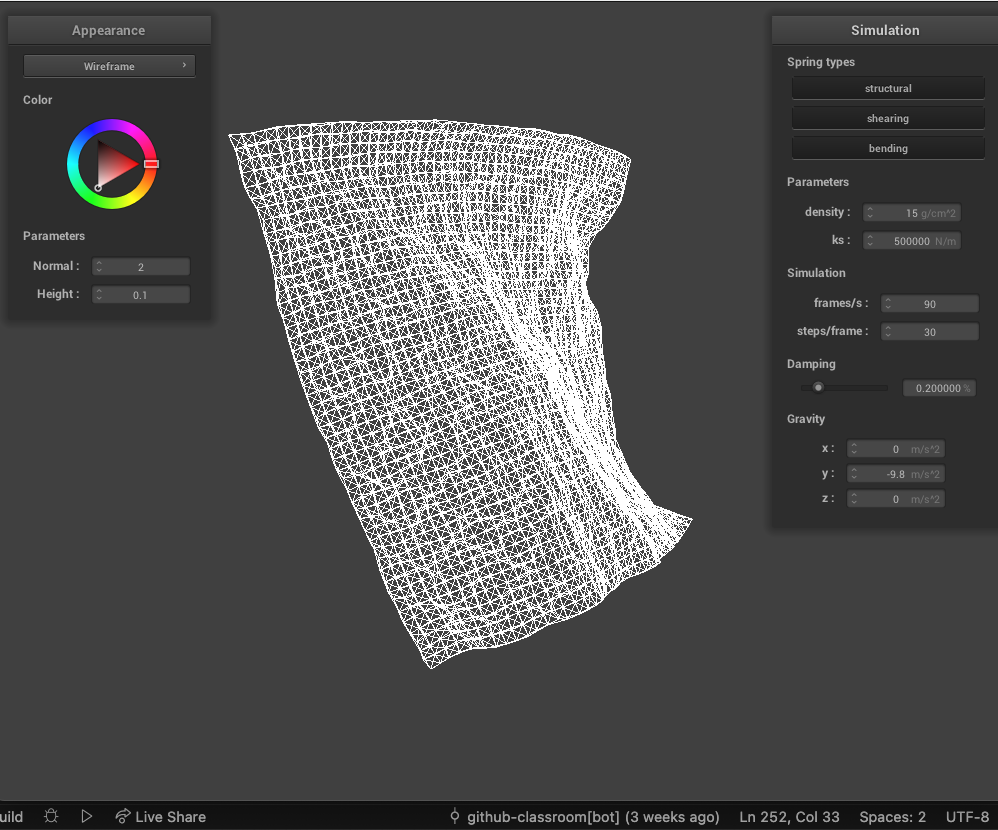 Appearance
Wireframe
Color
Parameters
Normal : 2
Height : 0.1
Simulation
Spring types
structural
shearing
bending
Parameters
density : 15 g/cm^2
ks : 500000 N/m
Simulation
frames/s : 90
steps/frame : 30
Damping
0.200000 %
Gravity
x : 0 m/s^2
y : -9.8 m/s^2
z : 0 m/s^2
uild Live Share github-classroom[bot] (3 weeks ago) Ln 252, Col 33 Spaces: 2 UTF-8